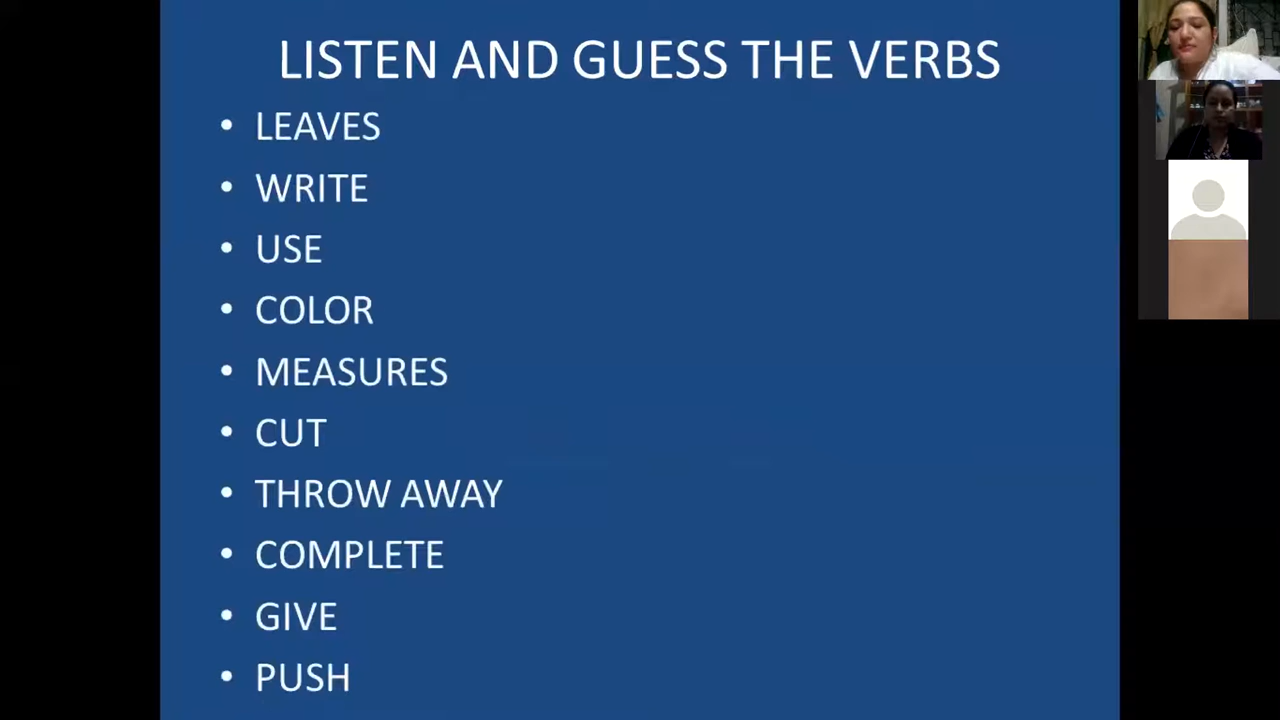 LISTEN AND GUESS THE VERBS
• LEAVES
• WRITE
• USE
• COLOR
• MEASURES
• CUT
• THROW AWAY
• COMPLETE
• GIVE
• PUSH